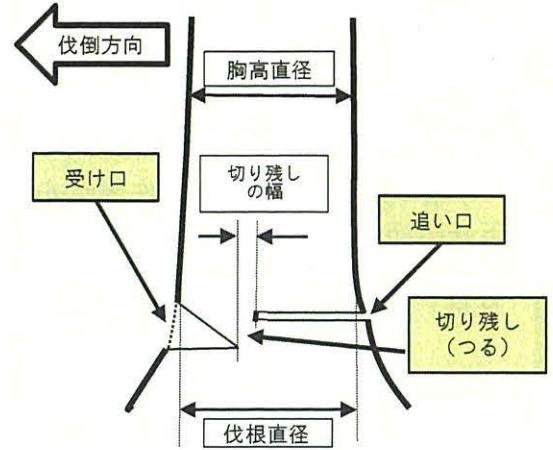 伐倒方向
胸高直径
受け口
切り残し
の幅
追い口
切り残し
（つる）
伐根直径